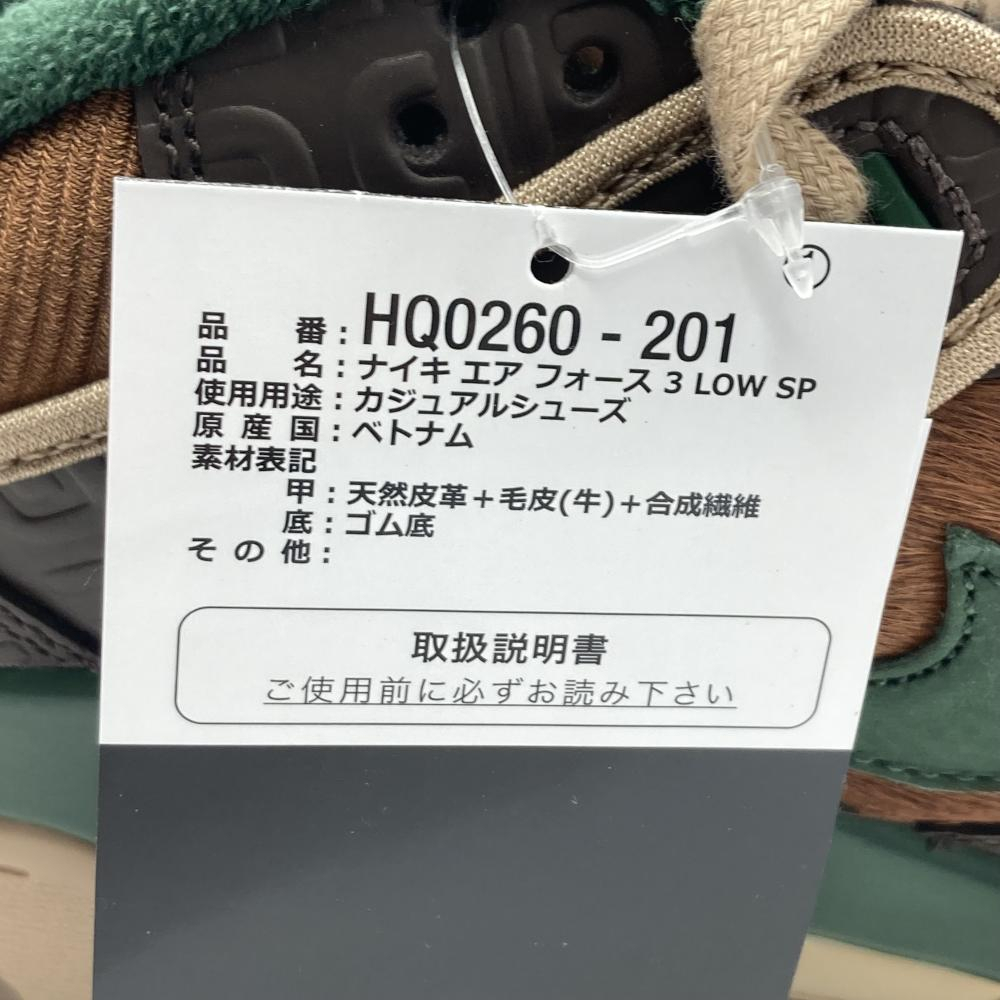 ①
品番：HQ0260 - 201
品名：ナイキ エア フォース 3 LOW SP
使用用途：カジュアルシューズ
原産国：ベトナム
素材表記
甲：天然皮革＋毛皮(牛)＋合成繊維
底：ゴム底
その他：
取扱説明書
ご使用前に必ずお読み下さい